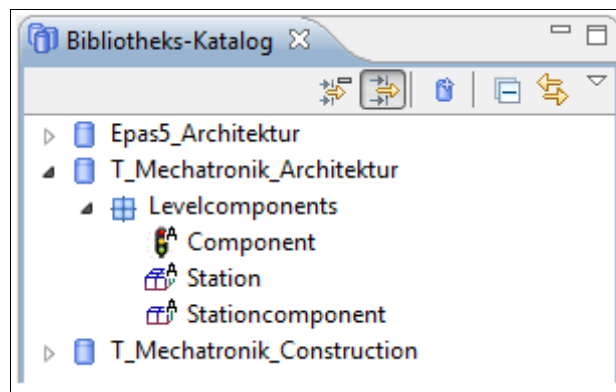 Bibliotheks-Katalog
Epas5_Architektur
T_Mechatronik_Architektur
Levelcomponents
A Component
A Station
A Stationcomponent
T_Mechatronik_Construction